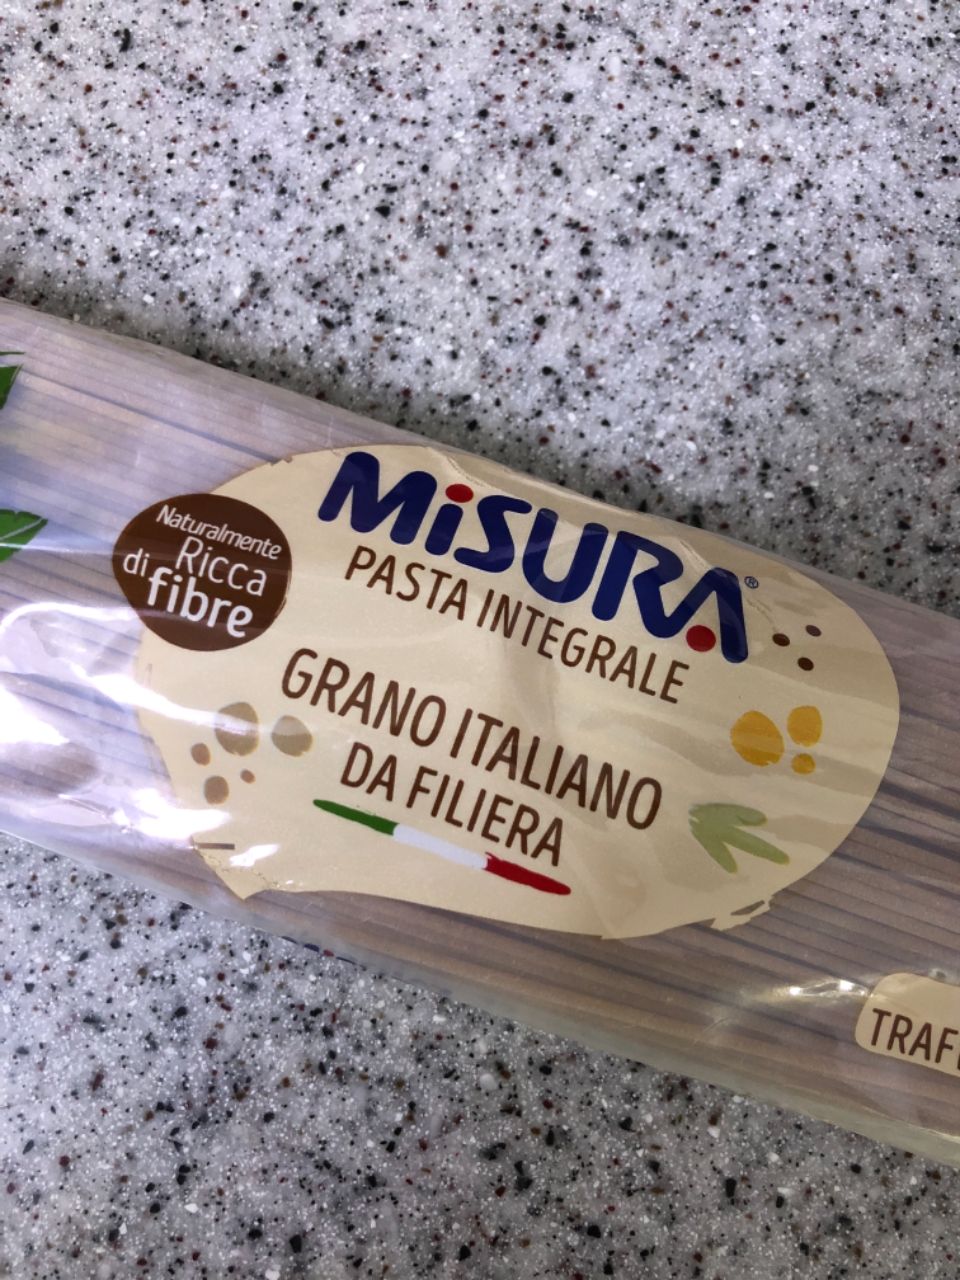 MiSURA®
PASTA INTEGRALE
Naturalmente
Ricca
di fibre
GRANO ITALIANO
DA FILIERA